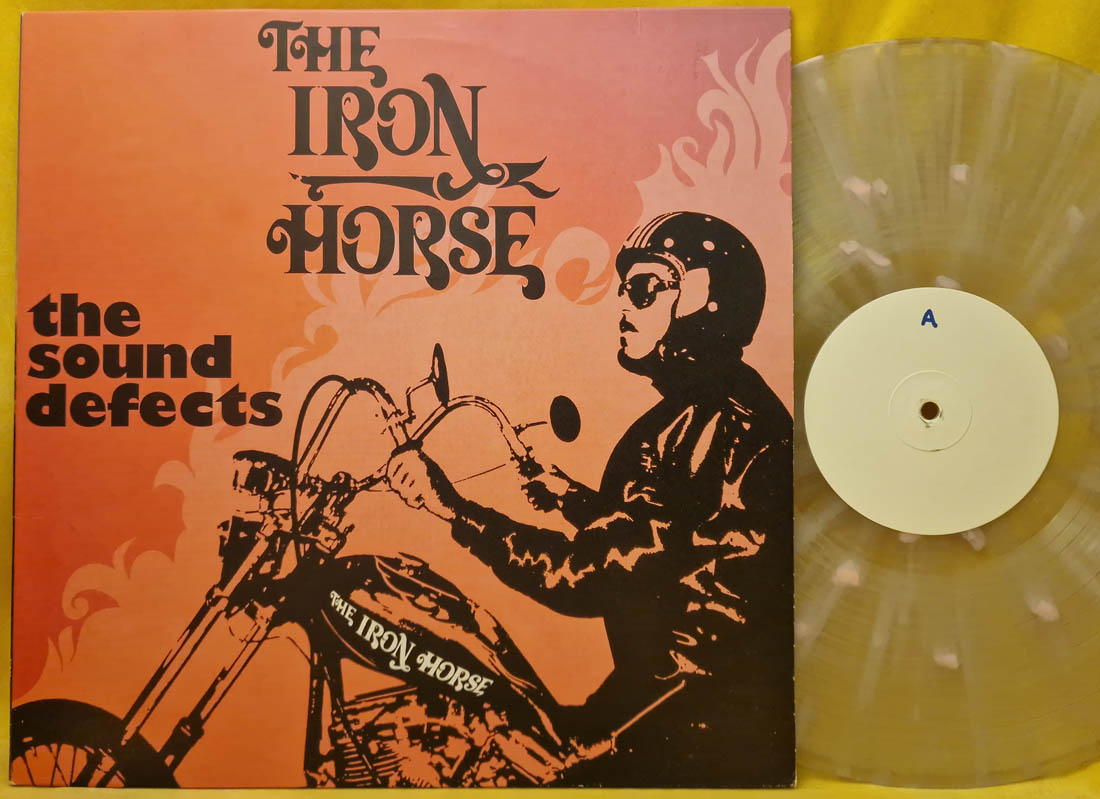 THE
IRON
HORSE
the
sound
defects
THE IRON HORSE
A